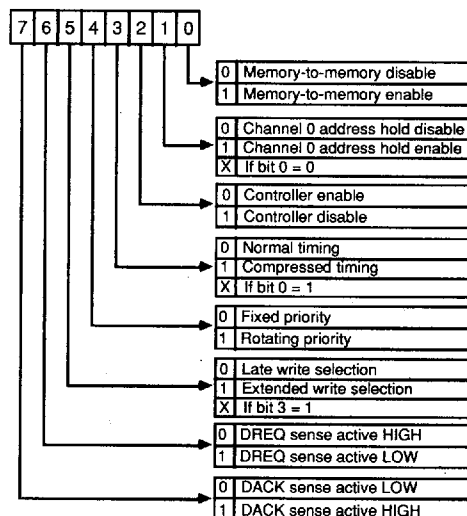 7 6 5 4 3 2 1 0
0 Memory-to-memory disable
1 Memory-to-memory enable
0 Channel 0 address hold disable
1 Channel 0 address hold enable
X If bit 0 = 0
0 Controller enable
1 Controller disable
0 Normal timing
1 Compressed timing
X If bit 0 = 1
0 Fixed priority
1 Rotating priority
0 Late write selection
1 Extended write selection
X If bit 3 = 1
0 DREQ sense active HIGH
1 DREQ sense active LOW
0 DACK sense active LOW
1 DACK sense active HIGH